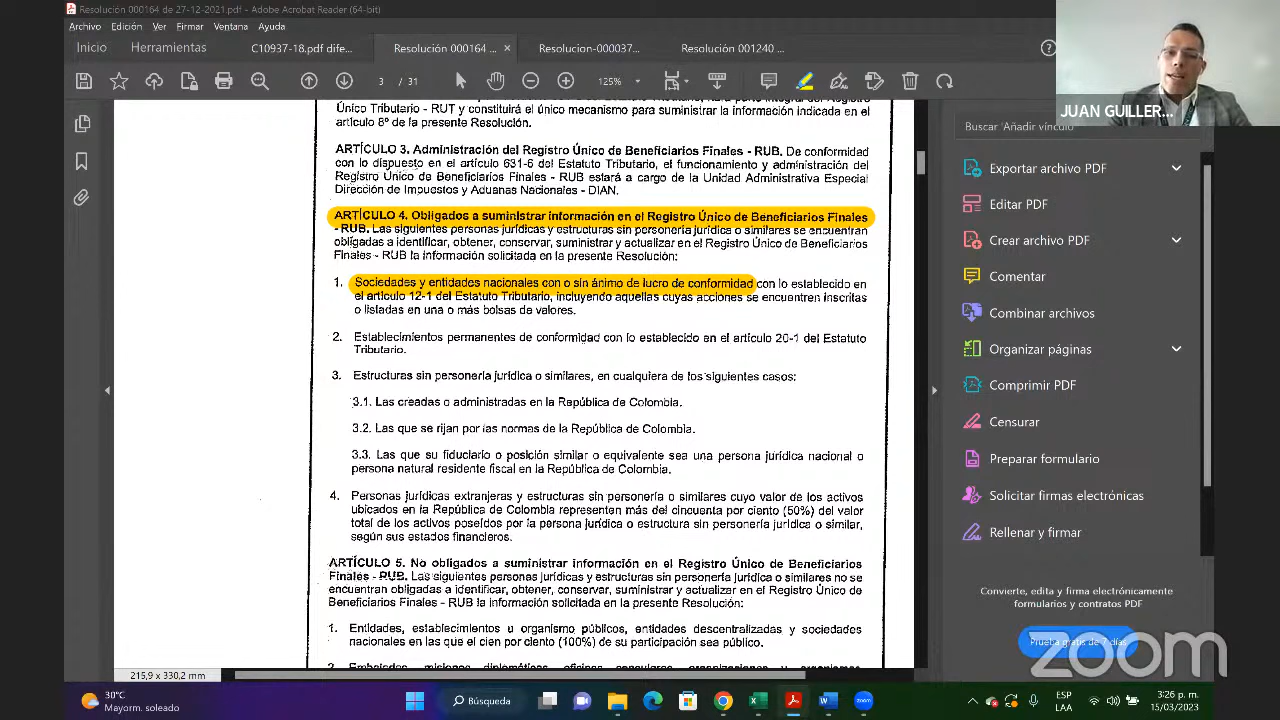 Resolución 000164 de 27-12-2021.pdf - Adobe Acrobat Reader (64-bit)
Archivo Edición Ver Firmar Ventana Ayuda
Inicio Herramientas C10937-18.pdf dife... Resolución 000164 ... × Resolucion-000037... Resolución 001240 ...
3 / 31 125%
JUAN GUILLER...
Buscar 'Añadir vínculo'
Exportar archivo PDF
Editar PDF
Crear archivo PDF
Comentar
Combinar archivos
Organizar páginas
Comprimir PDF
Censurar
Preparar formulario
Solicitar firmas electrónicas
Rellenar y firmar
Convierte, edita y firma electrónicamente
formularios y contratos PDF
Prueba gratis de 7 días
Único Tributario - RUT y constituirá el único mecanismo para suministrar la información indicada en el
artículo 8º de la presente Resolución.
ARTÍCULO 3. Administración del Registro Único de Beneficiarios Finales - RUB. De conformidad
con lo dispuesto en el artículo 631-6 del Estatuto Tributario, el funcionamiento y administración del
Registro Único de Beneficiarios Finales - RUB estará a cargo de la Unidad Administrativa Especial
Dirección de Impuestos y Aduanas Nacionales - DIAN.
ARTÍCULO 4. Obligados a suministrar información en el Registro Único de Beneficiarios Finales
- RUB. Las siguientes personas jurídicas y estructuras sin personería jurídica o similares se encuentran
obligadas a identificar, obtener, conservar, suministrar y actualizar en el Registro Único de Beneficiarios
Finales - RUB la información solicitada en la presente Resolución:
1. Sociedades y entidades nacionales con o sin ánimo de lucro de conformidad con lo establecido en
el artículo 12-1 del Estatuto Tributario, incluyendo aquellas cuyas acciones se encuentren inscritas
o listadas en una o más bolsas de valores.
2. Establecimientos permanentes de conformidad con lo establecido en el artículo 20-1 del Estatuto
Tributario.
3. Estructuras sin personería jurídica o similares, en cualquiera de los siguientes casos:
3.1. Las creadas o administradas en la República de Colombia.
3.2. Las que se rijan por las normas de la República de Colombia.
3.3. Las que su fiduciario o posición similar o equivalente sea una persona jurídica nacional o
persona natural residente fiscal en la República de Colombia.
4. Personas jurídicas extranjeras y estructuras sin personería o similares cuyo valor de los activos
ubicados en la República de Colombia representen más del cincuenta por ciento (50%) del valor
total de los activos poseídos por la persona jurídica o estructura sin personería jurídica o similar,
según sus estados financieros.
ARTÍCULO 5. No obligados a suministrar información en el Registro Único de Beneficiarios
Finales - RUB. Las siguientes personas jurídicas y estructuras sin personería jurídica o similares no se
encuentran obligadas a identificar, obtener, conservar, suministrar y actualizar en el Registro Único de
Beneficiarios Finales - RUB la información solicitada en la presente Resolución:
1. Entidades, establecimientos u organismo públicos, entidades descentralizadas y sociedades
nacionales en las que el cien por ciento (100%) de su participación sea público.
2. Embajadas, misiones diplomáticas, oficinas consulares, organizaciones u organismos
215,9 x 330,2 mm
zoom
30°C
Mayorm. soleado
Búsqueda
ESP
LAA
3:26 p. m.
15/03/2023